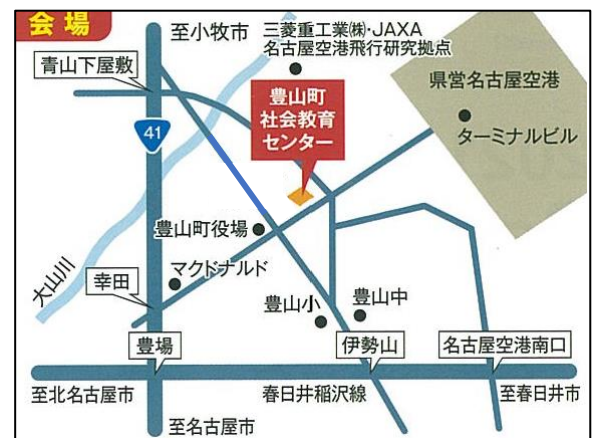 会場
至小牧市
三菱重工業㈱・JAXA
名古屋空港飛行研究拠点
青山下屋敷
県営名古屋空港
豊山町
社会教育
センター
ターミナルビル
41
豊山町役場
大山川
マクドナルド
幸田
豊山小
豊山中
豊場
伊勢山
名古屋空港南口
至北名古屋市
春日井稲沢線
至春日井市
至名古屋市